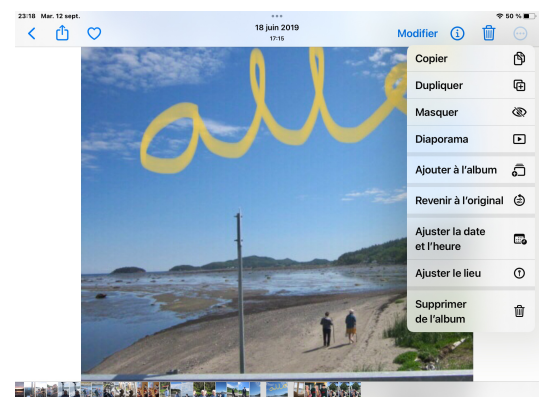 23:18 Mar. 12 sept.
50 %
18 juin 2019
17:15
Modifier
Copier
Dupliquer
Masquer
Diaporama
Ajouter à l'album
Revenir à l'original
Ajuster la date
et l'heure
Ajuster le lieu
Supprimer
de l'album